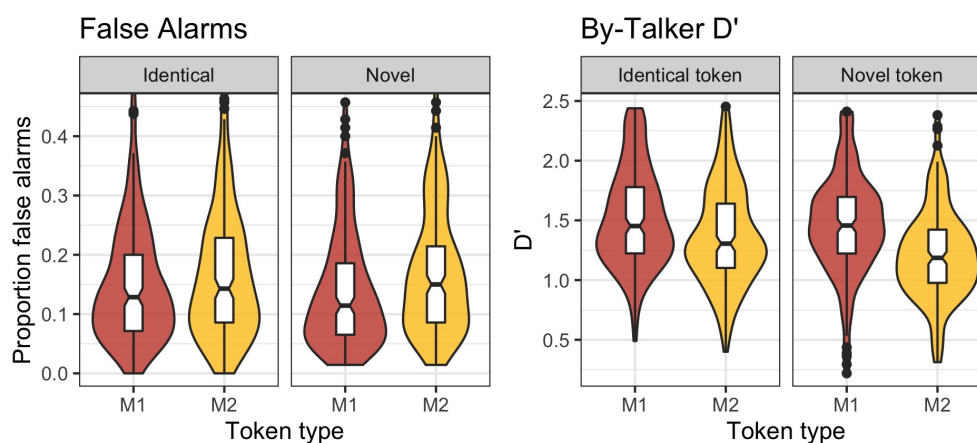 False Alarms
Identical
Novel
Proportion false alarms
0.4
0.3
0.2
0.1
0.0
M1
M2
M1
M2
Token type
By-Talker D'
Identical token
Novel token
D'
2.5
2.0
1.5
1.0
0.5
M1
M2
M1
M2
Token type